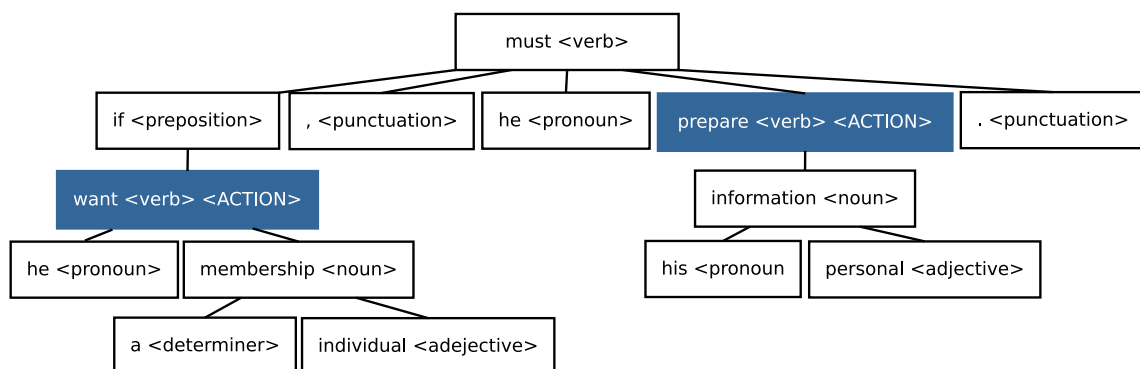 must <verb>
if <preposition>
, <punctuation>
he <pronoun>
prepare <verb> <ACTION>
. <punctuation>
want <verb> <ACTION>
information <noun>
he <pronoun>
membership <noun>
his <pronoun
personal <adjective>
a <determiner>
individual <adejective>